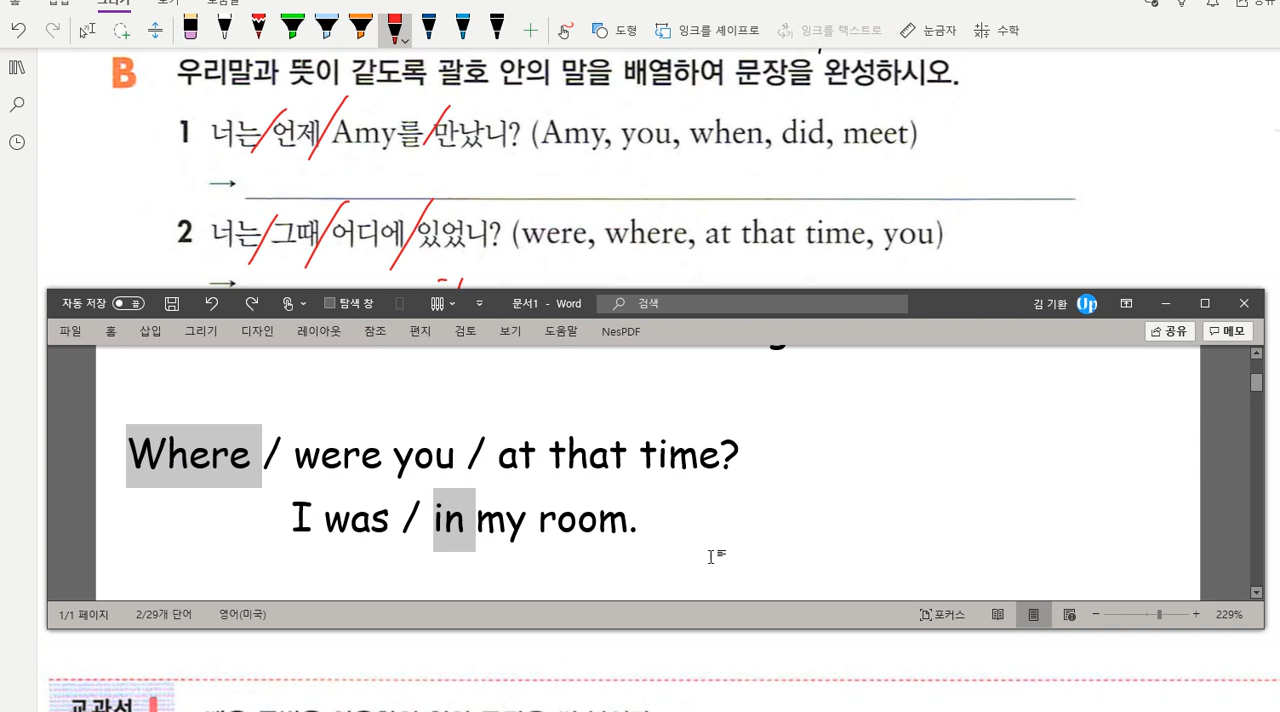 도형
잉크를 셰이프로
잉크를 텍스트로
눈금자
수학
B 우리말과 뜻이 같도록 괄호 안의 말을 배열하여 문장을 완성하시오.
1 너는 / 언제 / Amy를 / 만났니? (Amy, you, when, did, meet)
→
2 너는 / 그때 / 어디에 / 있었니? (were, where, at that time, you)
→
자동 저장 탐색 창 문서1 - Word 검색 김 기환 Up
파일 홈 삽입 그리기 디자인 레이아웃 참조 편지 검토 보기 도움말 NesPDF 공유 메모
Where / were you / at that time?
I was / in my room.
1/1 페이지 2/29개 단어 영어(미국) 포커스 229%